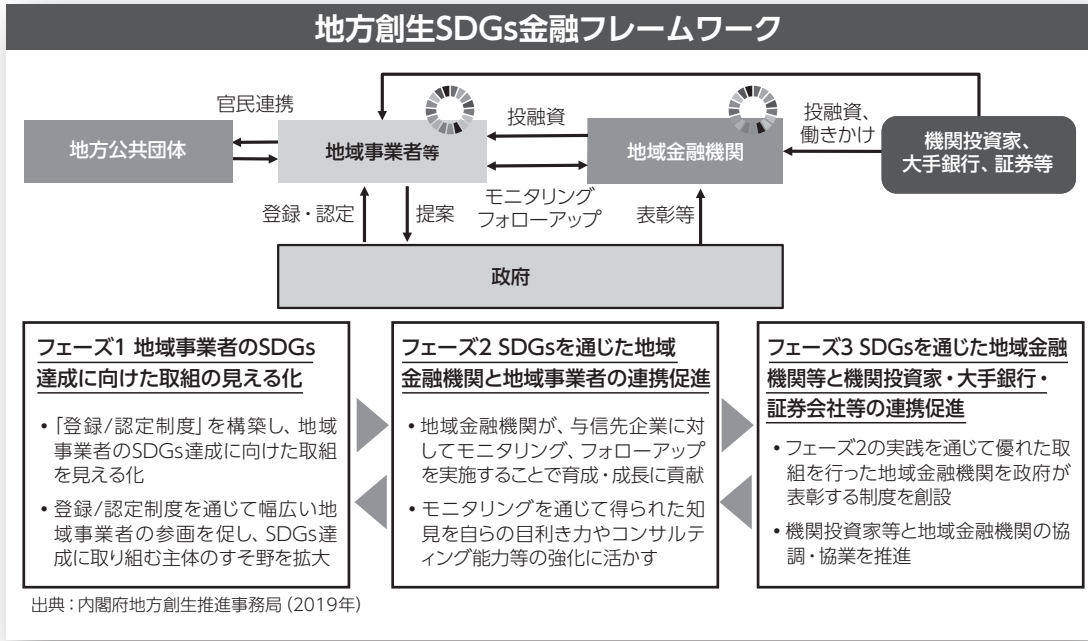 地方創生SDGs金融フレームワーク
官民連携
投融資
投融資、
働きかけ
地方公共団体
地域事業者等
地域金融機関
機関投資家、
大手銀行、証券等
登録・認定
提案
モニタリング
フォローアップ
表彰等
政府
フェーズ1 地域事業者のSDGs
達成に向けた取組の見える化
• 「登録/認定制度」を構築し、地域
事業者のSDGs達成に向けた取組
を見える化
• 登録/認定制度を通じて幅広い地
域事業者の参画を促し、SDGs達
成に取り組む主体のすそ野を拡大
フェーズ2 SDGsを通じた地域
金融機関と地域事業者の連携促進
• 地域金融機関が、与信先企業に対
してモニタリング、フォローアップ
を実施することで育成・成長に貢献
• モニタリングを通じて得られた知
見を自らの目利き力やコンサルテ
ィング能力等の強化に活かす
フェーズ3 SDGsを通じた地域金融
機関等と機関投資家・大手銀行・
証券会社等の連携促進
• フェーズ2の実践を通じて優れた取
組を行った地域金融機関を政府が
表彰する制度を創設
• 機関投資家等と地域金融機関の協
調・協業を推進
出典：内閣府地方創生推進事務局（2019年）